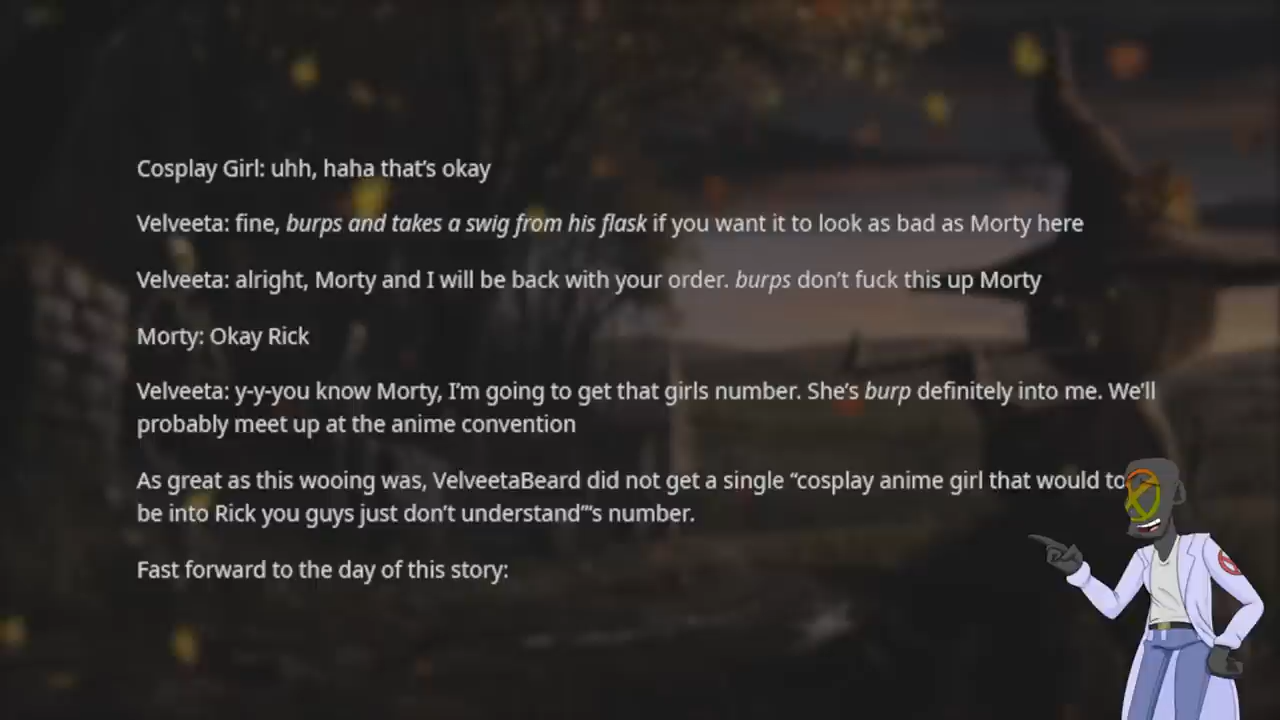 Cosplay Girl: uhh, haha that’s okay
Velveeta: fine, burps and takes a swig from his flask if you want it to look as bad as Morty here
Velveeta: alright, Morty and I will be back with your order. burps don’t fuck this up Morty
Morty: Okay Rick
Velveeta: y-y-you know Morty, I’m going to get that girls number. She’s burp definitely into me. We’ll
probably meet up at the anime convention
As great as this wooing was, VelveetaBeard did not get a single “cosplay anime girl that would
be into Rick you guys just don’t understand”’s number.
Fast forward to the day of this story: